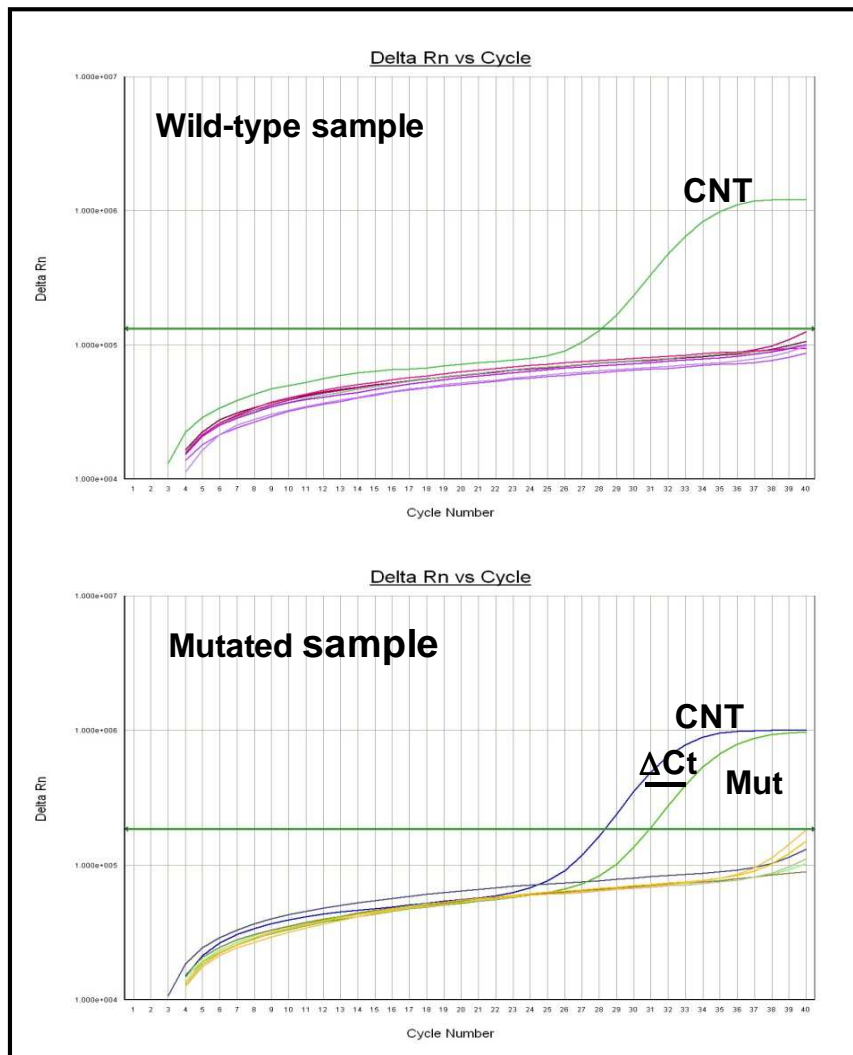 Delta Rn vs Cycle
1.000e+007
Wild-type sample
CNT
1.000e+006
Delta Rn
1.000e+005
1.000e+004
1 2 3 4 5 6 7 8 9 10 11 12 13 14 15 16 17 18 19 20 21 22 23 24 25 26 27 28 29 30 31 32 33 34 35 36 37 38 39 40
Cycle Number
Delta Rn vs Cycle
1.000e+007
Mutated sample
CNT
1.000e+006
ΔCt
Mut
Delta Rn
1.000e+005
1.000e+004
1 2 3 4 5 6 7 8 9 10 11 12 13 14 15 16 17 18 19 20 21 22 23 24 25 26 27 28 29 30 31 32 33 34 35 36 37 38 39 40
Cycle Number